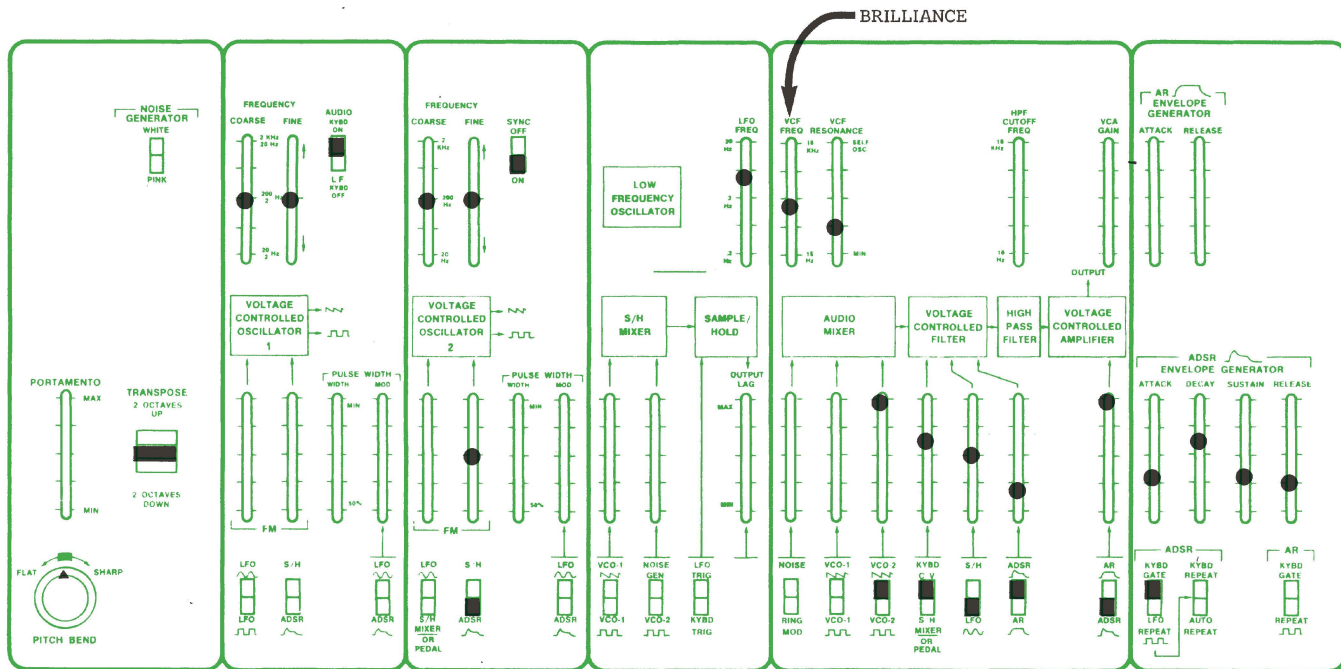 BRILLIANCE
NOISE
GENERATOR
WHITE
PINK
PORTAMENTO
MAX
MIN
TRANSPOSE
2 OCTAVES
UP
2 OCTAVES
DOWN
FLAT
SHARP
PITCH BEND
FREQUENCY
COARSE
FINE
2 KHz
20 Hz
200 Hz
2
20 Hz
2
AUDIO
KYBD
ON
L F
KYBD
OFF
VOLTAGE
CONTROLLED
OSCILLATOR
1
PULSE WIDTH
WIDTH
MOD
MIN
50%
FM
LFO
S/H
LFO
LFO
ADSR
ADSR
FREQUENCY
COARSE
FINE
2
KHz
200
Hz
20
Hz
SYNC
OFF
ON
VOLTAGE
CONTROLLED
OSCILLATOR
2
PULSE WIDTH
WIDTH
MOD
MIN
50%
FM
LFO
S/H
LFO
S/H
MIXER
OR
PEDAL
ADSR
ADSR
LFO
FREQ
20
Hz
2
Hz
.2
Hz
LOW
FREQUENCY
OSCILLATOR
S/H
MIXER
SAMPLE/
HOLD
OUTPUT
LAG
MAX
MIN
VCO-1
NOISE
GEN
LFO
TRIG
VCO-1
VCO-2
KYBD
TRIG
VCF
FREQ
16
KHz
16
Hz
VCF
RESONANCE
SELF
OSC
MIN
HPF
CUTOFF
FREQ
16
KHz
16
Hz
VCA
GAIN
OUTPUT
AUDIO
MIXER
VOLTAGE
CONTROLLED
FILTER
HIGH
PASS
FILTER
VOLTAGE
CONTROLLED
AMPLIFIER
NOISE
VCO-1
VCO-2
KYBD
C V
S/H
ADSR
AR
RING
MOD
VCO-1
VCO-2
S H
MIXER
OR
PEDAL
LFO
AR
ADSR
AR
ENVELOPE
GENERATOR
ATTACK
RELEASE
ADSR
ENVELOPE GENERATOR
ATTACK
DECAY
SUSTAIN
RELEASE
ADSR
KYBD
GATE
KYBD
REPEAT
LFO
REPEAT
AUTO
REPEAT
AR
KYBD
GATE
REPEAT